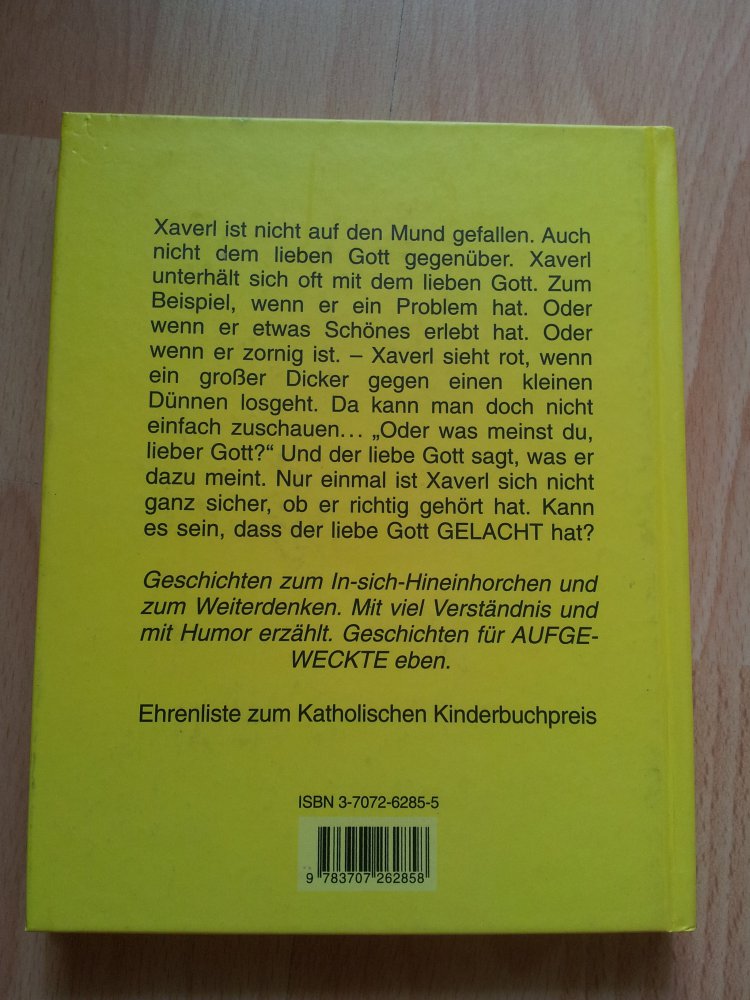 Xaverl ist nicht auf den Mund gefallen. Auch
nicht dem lieben Gott gegenüber. Xaverl
unterhält sich oft mit dem lieben Gott. Zum
Beispiel, wenn er ein Problem hat. Oder
wenn er etwas Schönes erlebt hat. Oder
wenn er zornig ist. – Xaverl sieht rot, wenn
ein großer Dicker gegen einen kleinen
Dünnen losgeht. Da kann man doch nicht
einfach zuschauen... „Oder was meinst du,
lieber Gott?“ Und der liebe Gott sagt, was er
dazu meint. Nur einmal ist Xaverl sich nicht
ganz sicher, ob er richtig gehört hat. Kann
es sein, dass der liebe Gott GELACHT hat?
Geschichten zum In-sich-Hineinhorchen und
zum Weiterdenken. Mit viel Verständnis und
mit Humor erzählt. Geschichten für AUFGE-
WECKTE eben.
Ehrenliste zum Katholischen Kinderbuchpreis
ISBN 3-7072-6285-5
9 783707 262858